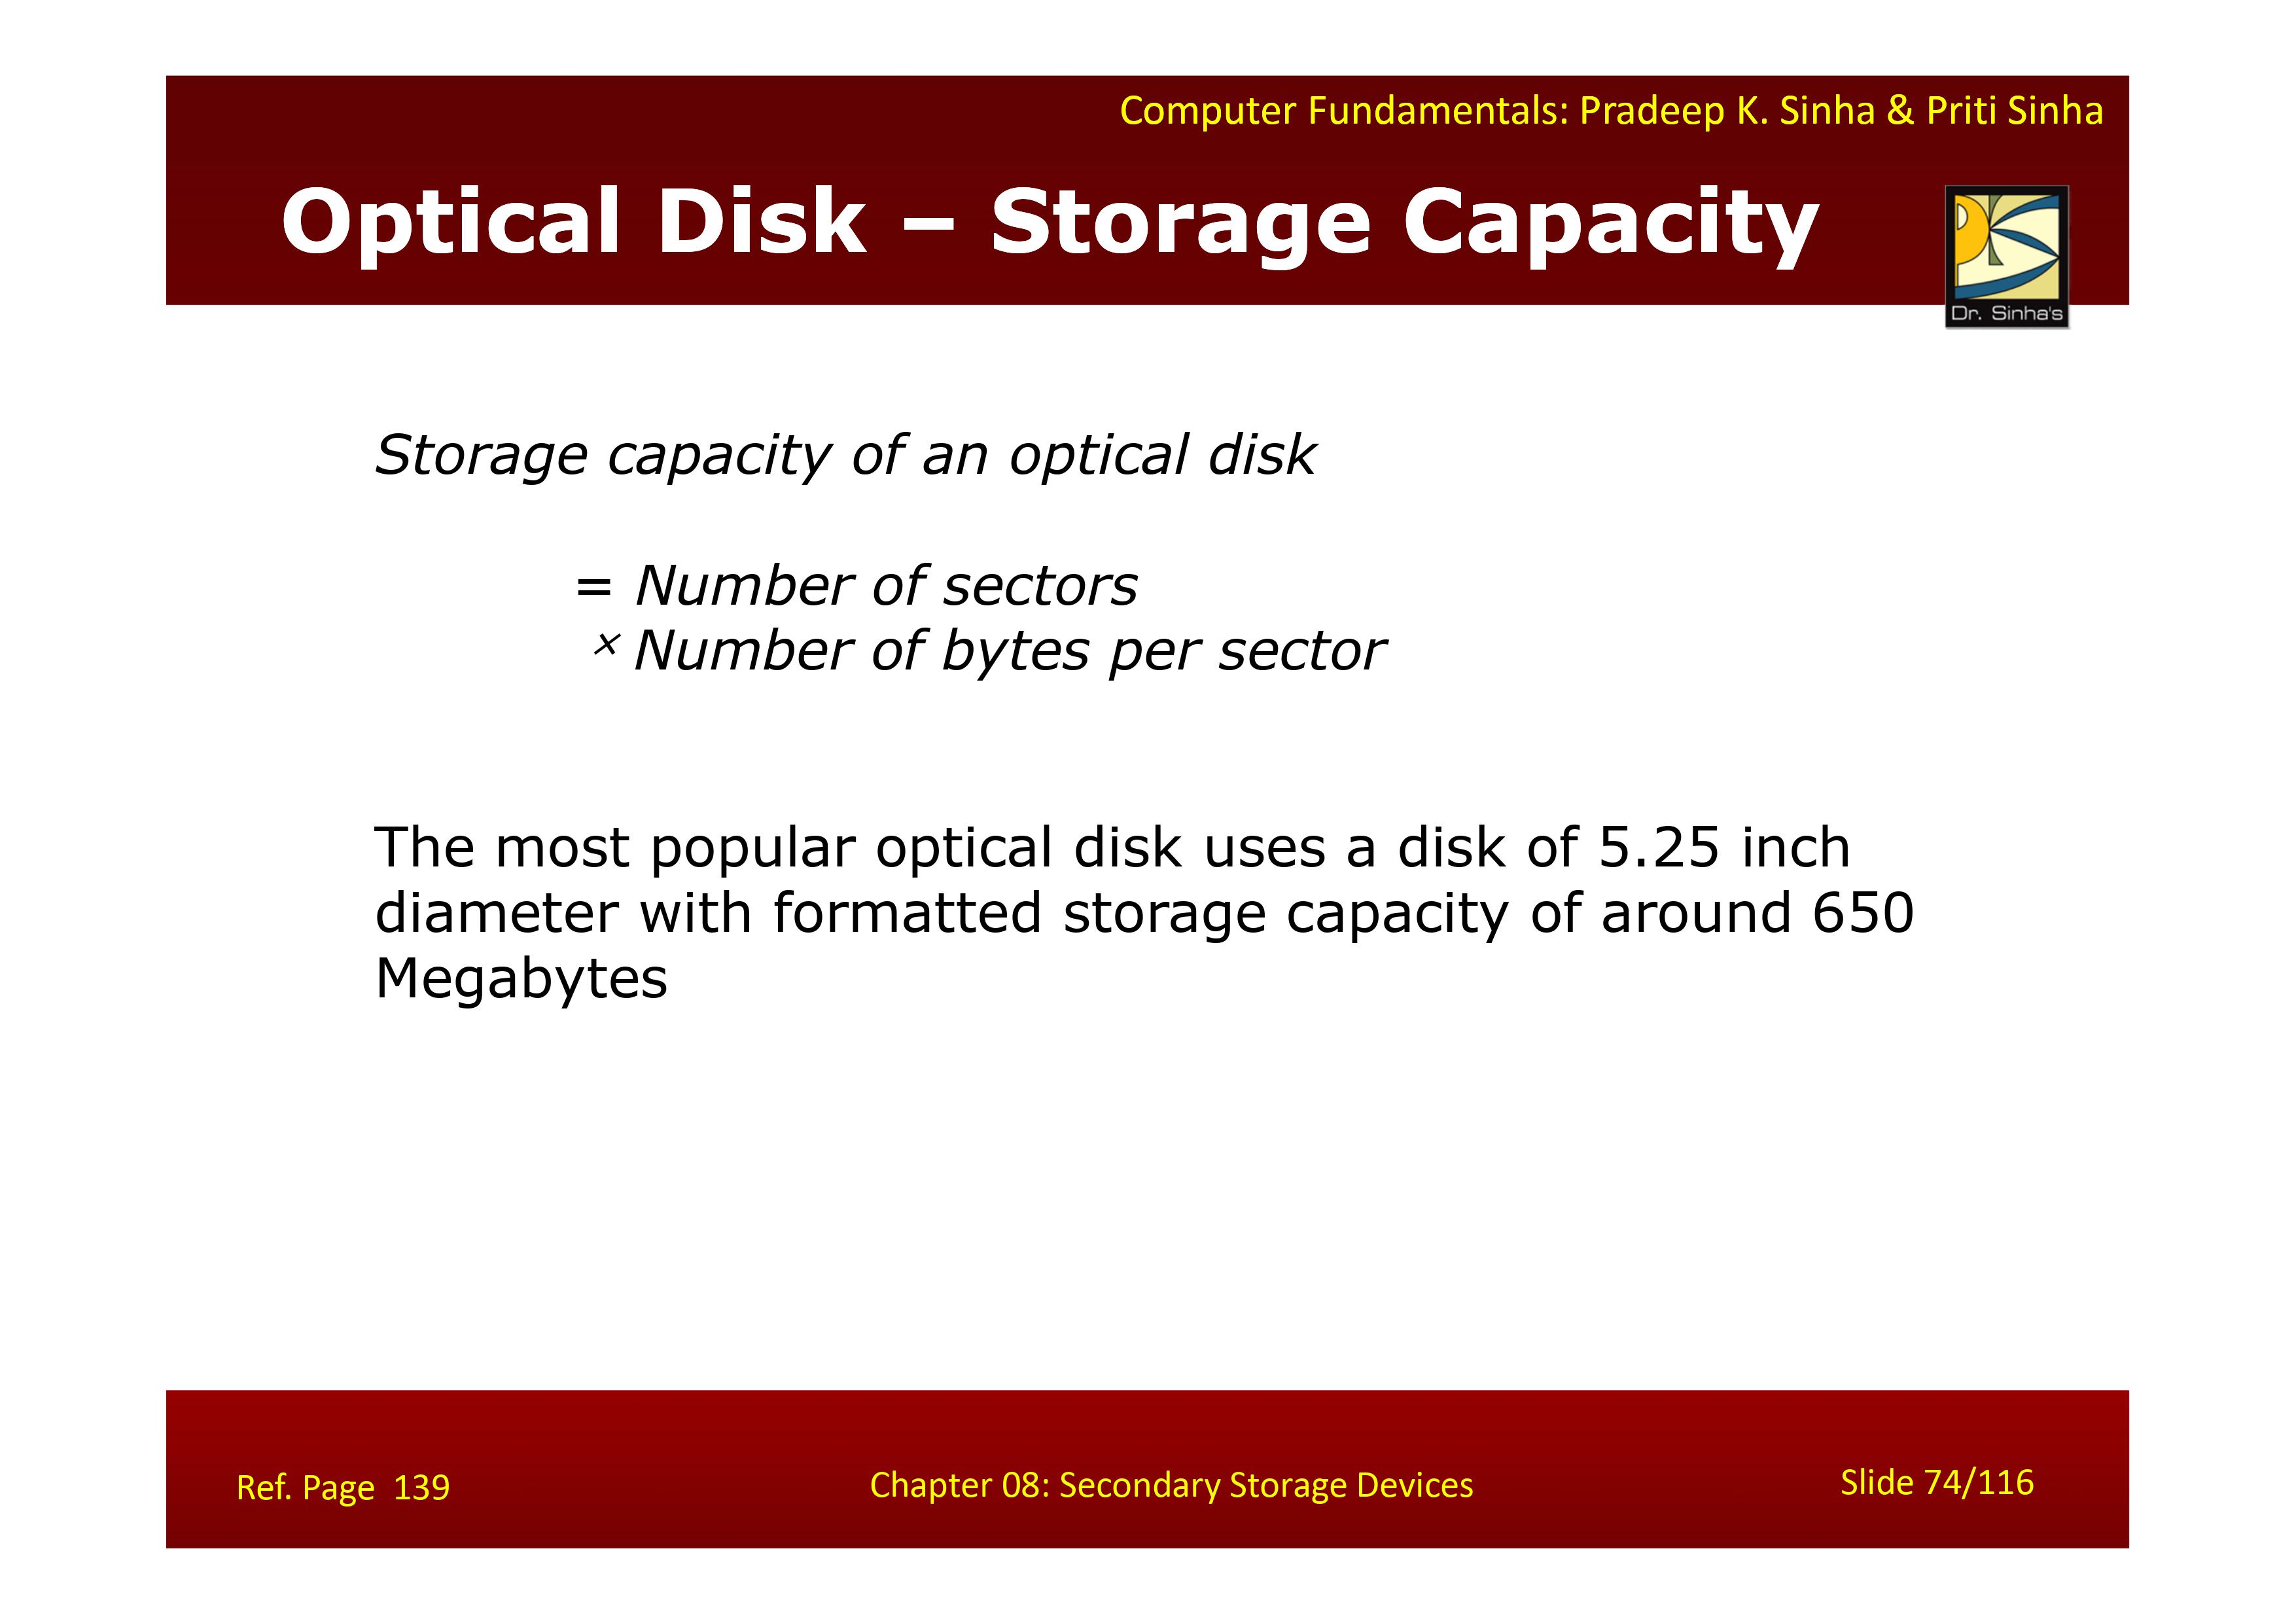 Computer Fundamentals: Pradeep K. Sinha & Priti Sinha
Optical Disk – Storage Capacity
Dr. Sinha's
Storage capacity of an optical disk
= Number of sectors
× Number of bytes per sector
The most popular optical disk uses a disk of 5.25 inch
diameter with formatted storage capacity of around 650
Megabytes
Ref. Page 139
Chapter 08: Secondary Storage Devices
Slide 74/116